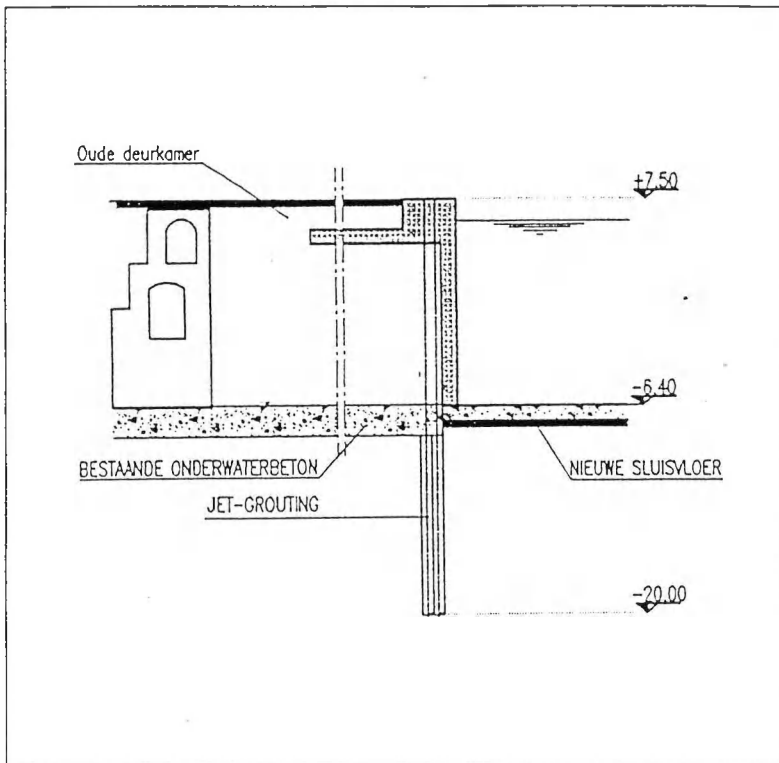 Oude deurkamer
+7.50
-6.40
BESTAANDE ONDERWATERBETON
NIEUWE SLUISVLOER
JET-GROUTING
-20.00